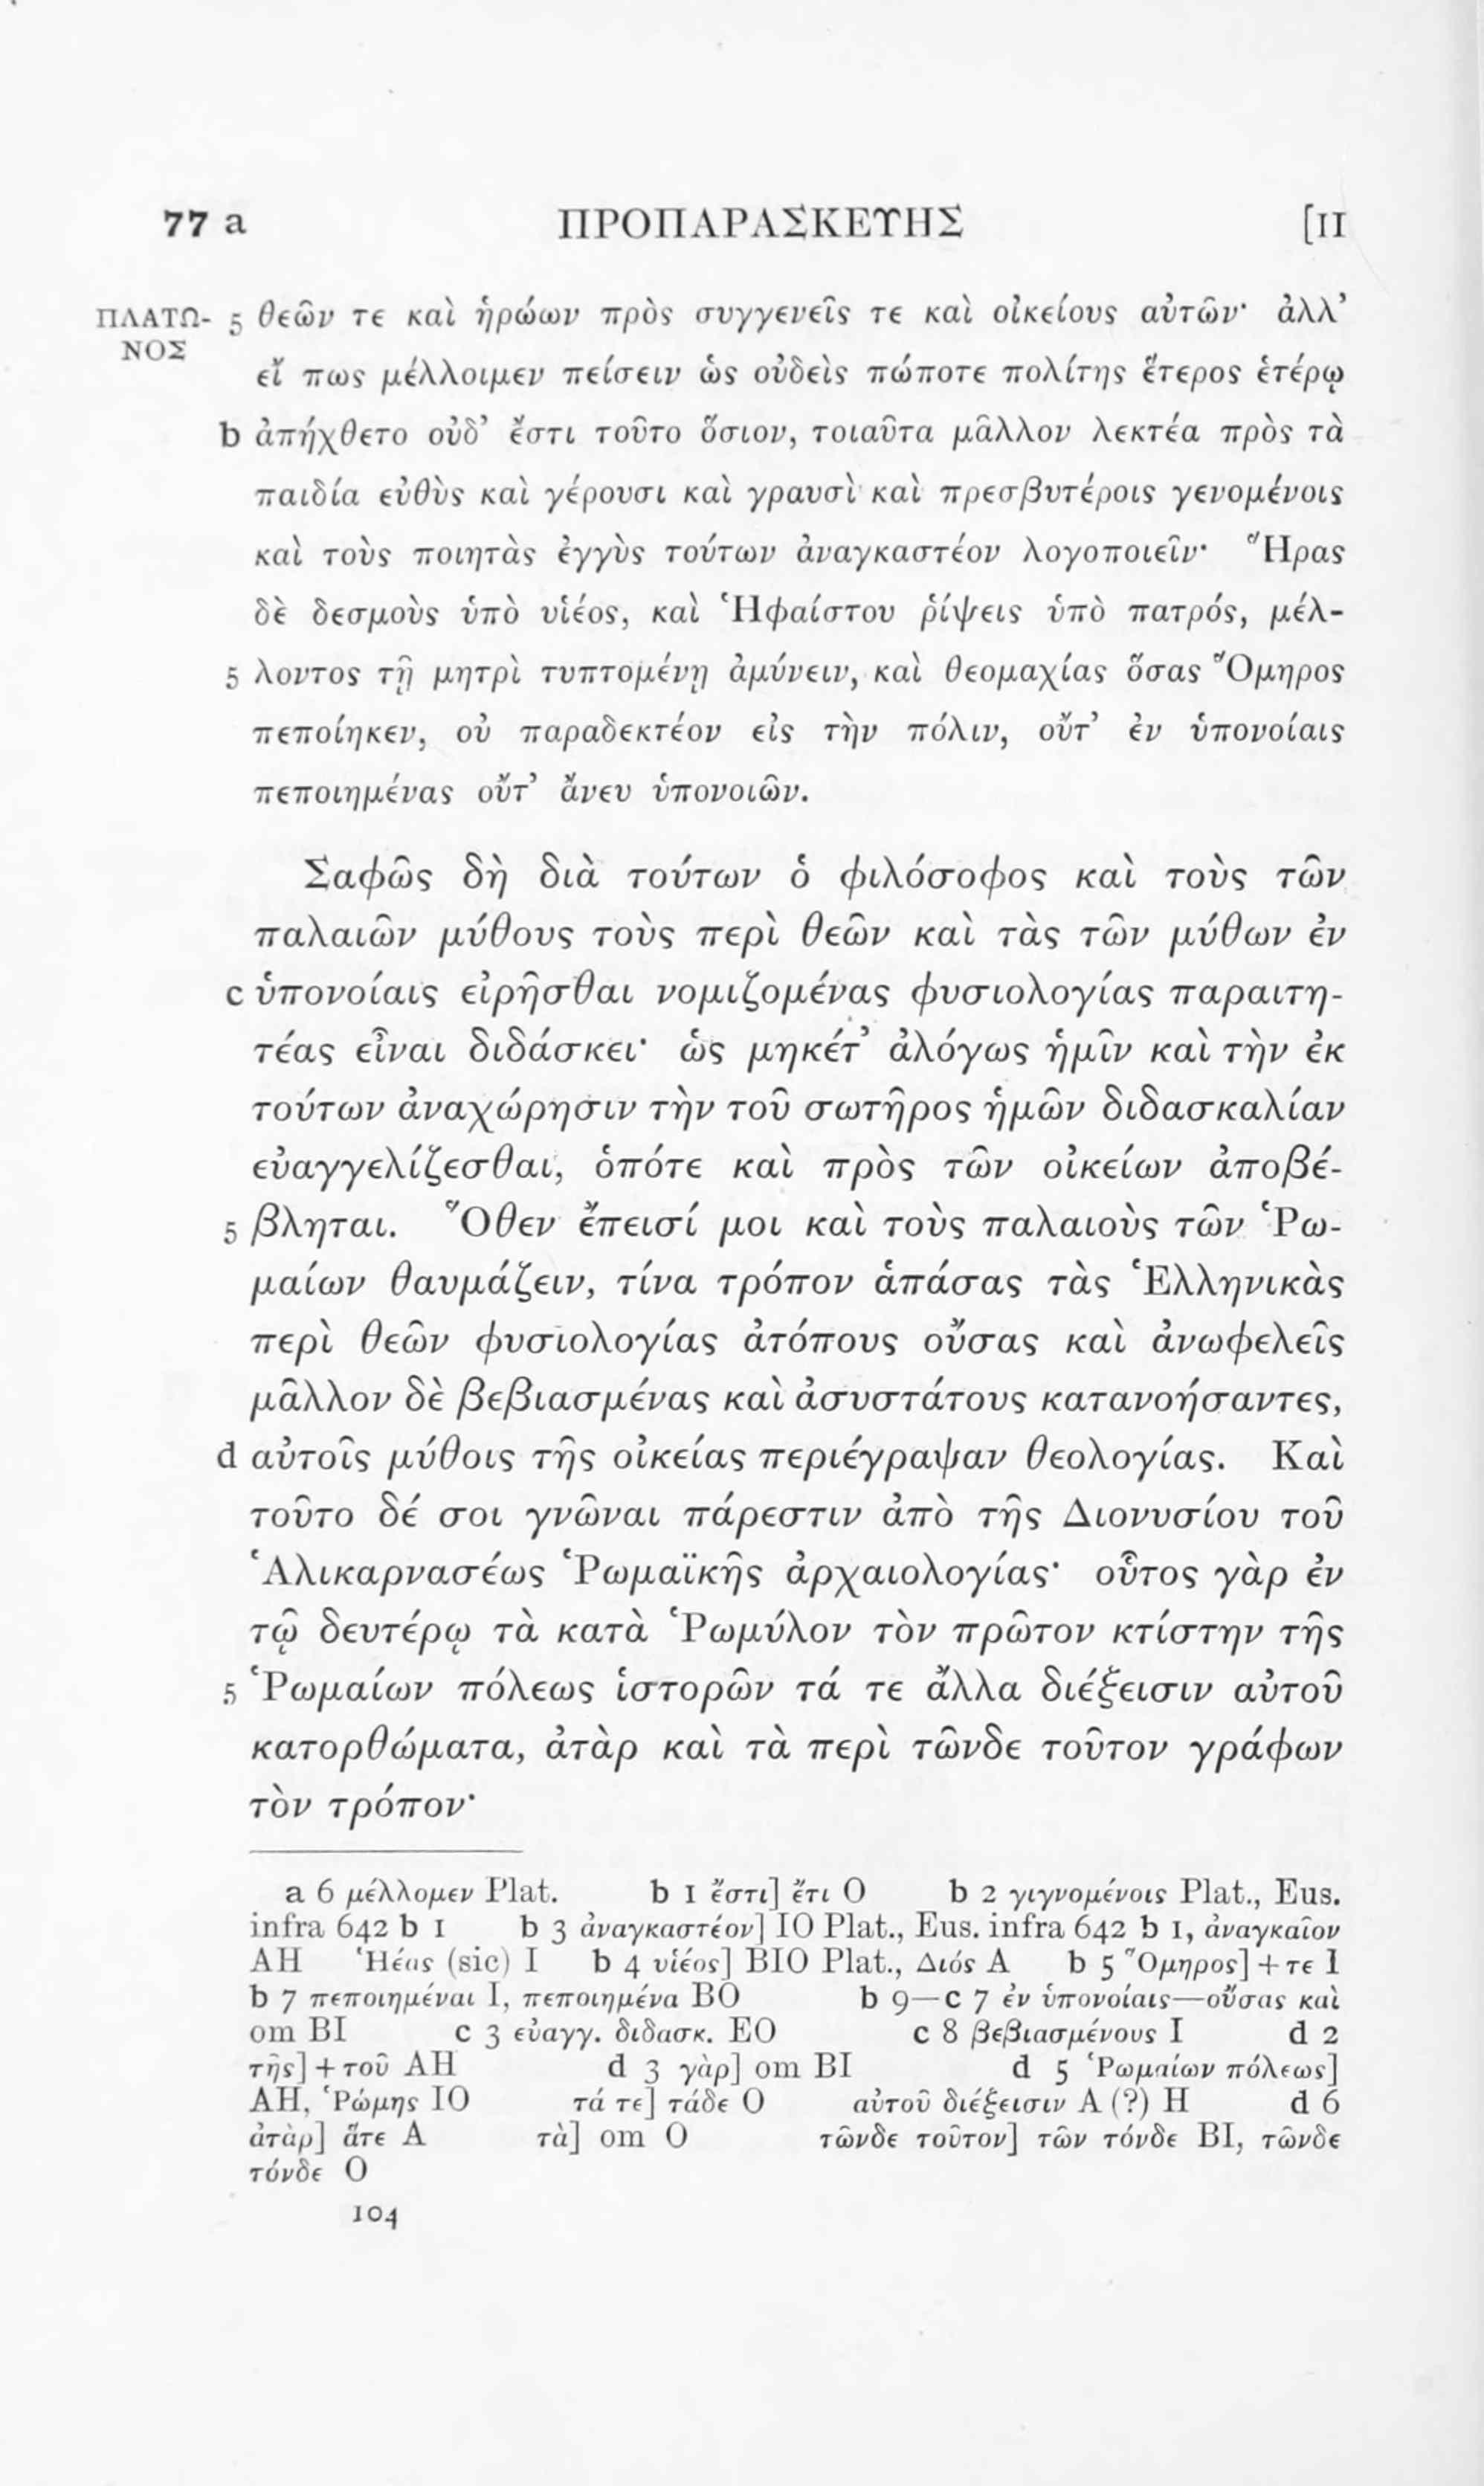 77 a ΠΡΟΠΑΡΑΣΚΕΥΗΣ [II
ΠΛΑΤΩ- 5 θεῶν τε καὶ ἡρώων πρὸς συγγενεῖς τε καὶ οἰκείους αὐτῶν· ἀλλ’
ΝΟΣ
εἴ πως μέλλοιμεν πείσειν ὡς οὐδεὶς πώποτε πολίτης ἕτερος ἑτέρῳ
b ἀπήχθετο οὐδ’ ἔστι τοῦτο ὅσιον, τοιαῦτα μᾶλλον λεκτέα πρὸς τὰ
παιδία εὐθὺς καὶ γέρουσι καὶ γραυσὶ καὶ πρεσβυτέροις γενομένοις
καὶ τοὺς ποιητὰς ἐγγὺς τούτων ἀναγκαστέον λογοποιεῖν· Ἥρας
δὲ δεσμοὺς ὑπὸ υἱέος, καὶ Ἡφαίστου ῥίψεις ὑπὸ πατρός, μέλ-
5 λοντος τῇ μητρὶ τυπτομένῃ ἀμύνειν, καὶ θεομαχίας ὅσας Ὅμηρος
πεποίηκεν, οὐ παραδεκτέον εἰς τὴν πόλιν, οὔτ’ ἐν ὑπονοίαις
πεποιημένας οὔτ’ ἄνευ ὑπονοιῶν.
Σαφῶς δὴ διὰ τούτων ὁ φιλόσοφος καὶ τοὺς τῶν
παλαιῶν μύθους τοὺς περὶ θεῶν καὶ τὰς τῶν μύθων ἐν
c ὑπονοίαις εἰρῆσθαι νομιζομένας φυσιολογίας παραιτη-
τέας εἶναι διδάσκει· ὡς μηκέτ’ ἀλόγως ἡμῖν καὶ τὴν ἐκ
τούτων ἀναχώρησιν τὴν τοῦ σωτῆρος ἡμῶν διδασκαλίαν
εὐαγγελίζεσθαι, ὁπότε καὶ πρὸς τῶν οἰκείων ἀποβέ-
5 βληται. Ὅθεν ἔπεισί μοι καὶ τοὺς παλαιοὺς τῶν Ῥω-
μαίων θαυμάζειν, τίνα τρόπον ἁπάσας τὰς Ἑλληνικὰς
περὶ θεῶν φυσιολογίας ἀτόπους οὔσας καὶ ἀνωφελεῖς
μᾶλλον δὲ βεβιασμένας καὶ ἀσυστάτους κατανοήσαντες,
d αὐτοῖς μύθοις τῆς οἰκείας περιέγραψαν θεολογίας. Καὶ
τοῦτο δέ σοι γνῶναι πάρεστιν ἀπὸ τῆς Διονυσίου τοῦ
Ἁλικαρνασέως Ῥωμαϊκῆς ἀρχαιολογίας· οὗτος γὰρ ἐν
τῷ δευτέρῳ τὰ κατὰ Ῥωμύλον τὸν πρῶτον κτίστην τῆς
5 Ῥωμαίων πόλεως ἱστορῶν τά τε ἄλλα διέξεισιν αὐτοῦ
κατορθώματα, ἀτὰρ καὶ τὰ περὶ τῶνδε τοῦτον γράφων
τὸν τρόπον·
a 6 μέλλομεν Plat. b 1 ἔστι] ἔτι O b 2 γιγνομένοις Plat., Eus.
infra 642 b 1 b 3 ἀναγκαστέον] IO Plat., Eus. infra 642 b 1, ἀναγκαῖον
AH Ἡέας (sic) I b 4 υἱέος] BIO Plat., Διός A b 5 Ὅμηρος] + τε I
b 7 πεποιημέναι I, πεποιημένα BO b 9—c 7 ἐν ὑπονοίαις—οὔσας καὶ
om BI c 3 εὐαγγ. διδασκ. EO c 8 βεβιασμένους I d 2
τῆς] + τοῦ AH d 3 γὰρ] om BI d 5 Ῥωμαίων πόλεως]
AH, Ῥώμης IO τά τε] τάδε O αὐτοῦ διέξεισιν A (?) H d 6
ἀτὰρ] ἅτε A τὰ] om O τῶνδε τοῦτον] τῶν τόνδε BI, τῶνδε
τόνδε O
104